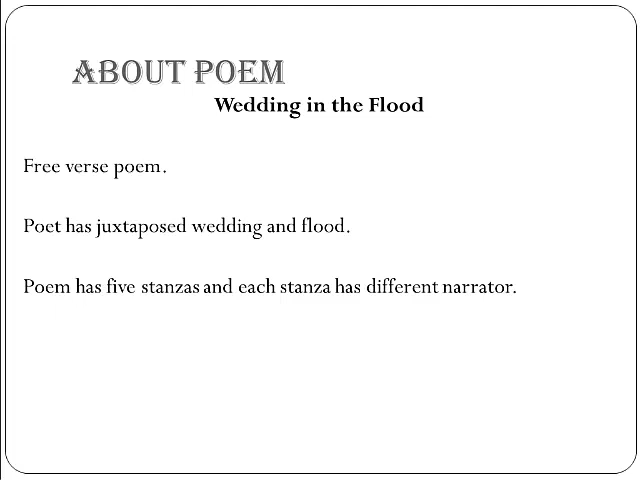 ABOUT POEM
Wedding in the Flood
Free verse poem.
Poet has juxtaposed wedding and flood.
Poem has five stanzas and each stanza has different narrator.